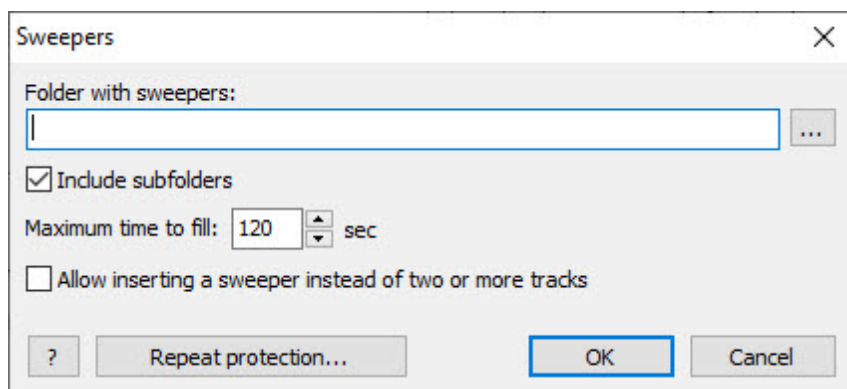 Sweepers
Folder with sweepers:
...
Include subfolders
Maximum time to fill: 120 sec
Allow inserting a sweeper instead of two or more tracks
? Repeat protection... OK Cancel